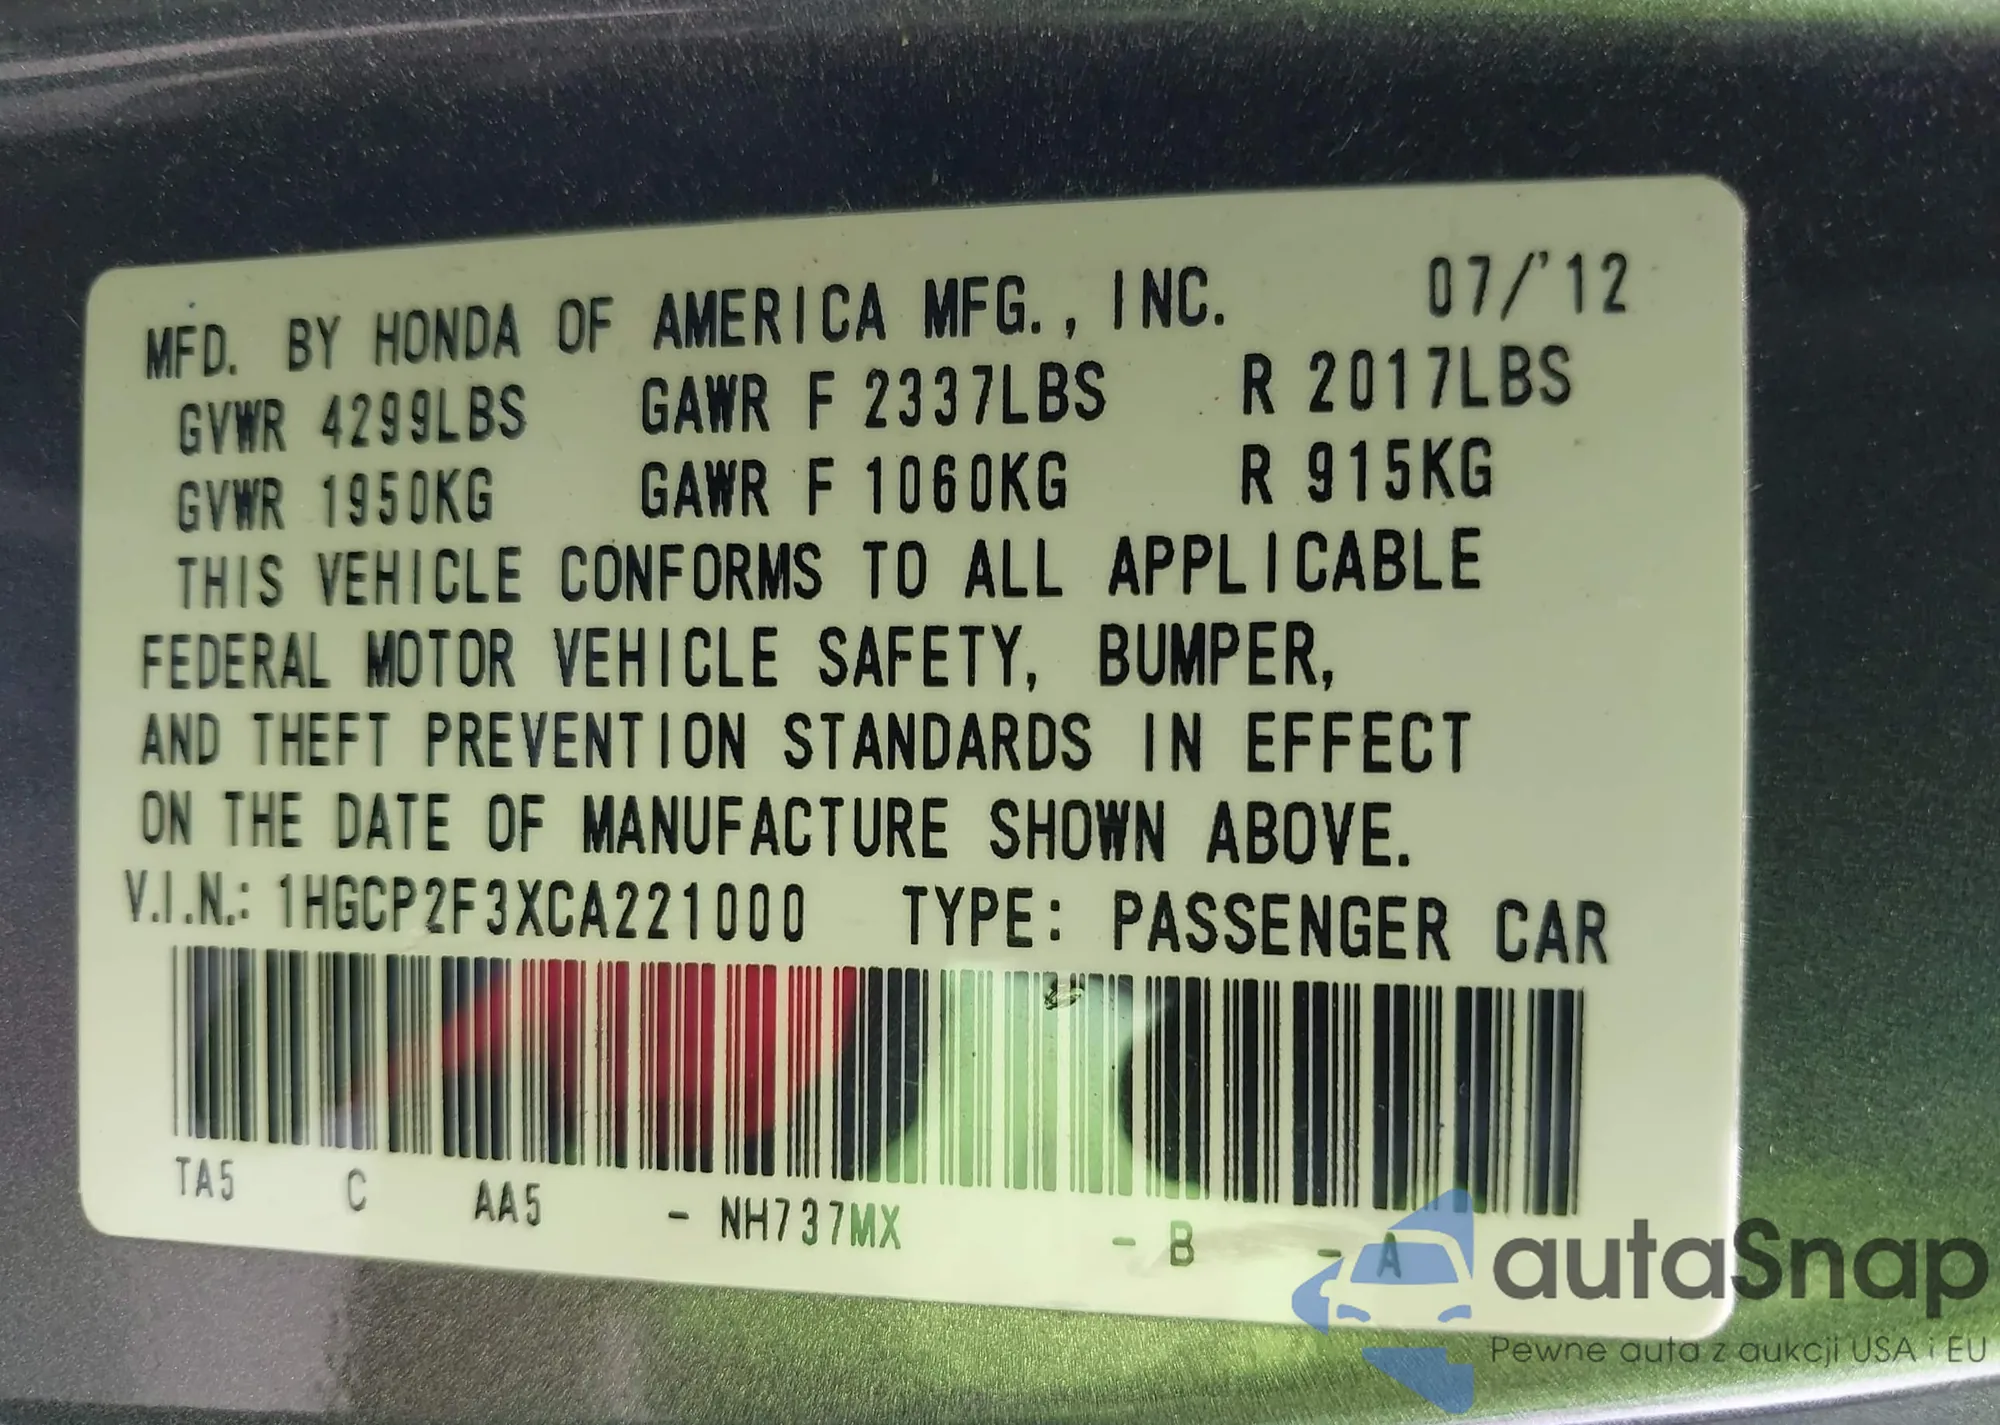 MFD. BY HONDA OF AMERICA MFG., INC. 07/'12
GVWR 4299LBS GAWR F 2337LBS R 2017LBS
GVWR 1950KG GAWR F 1060KG R 915KG
THIS VEHICLE CONFORMS TO ALL APPLICABLE
FEDERAL MOTOR VEHICLE SAFETY, BUMPER,
AND THEFT PREVENTION STANDARDS IN EFFECT
ON THE DATE OF MANUFACTURE SHOWN ABOVE.
V.I.N.: 1HGCP2F3XCA221000 TYPE: PASSENGER CAR
TA5 C AA5 - NH737MX - B - A
autaSnap
Pewne auta z aukcji USA i EU